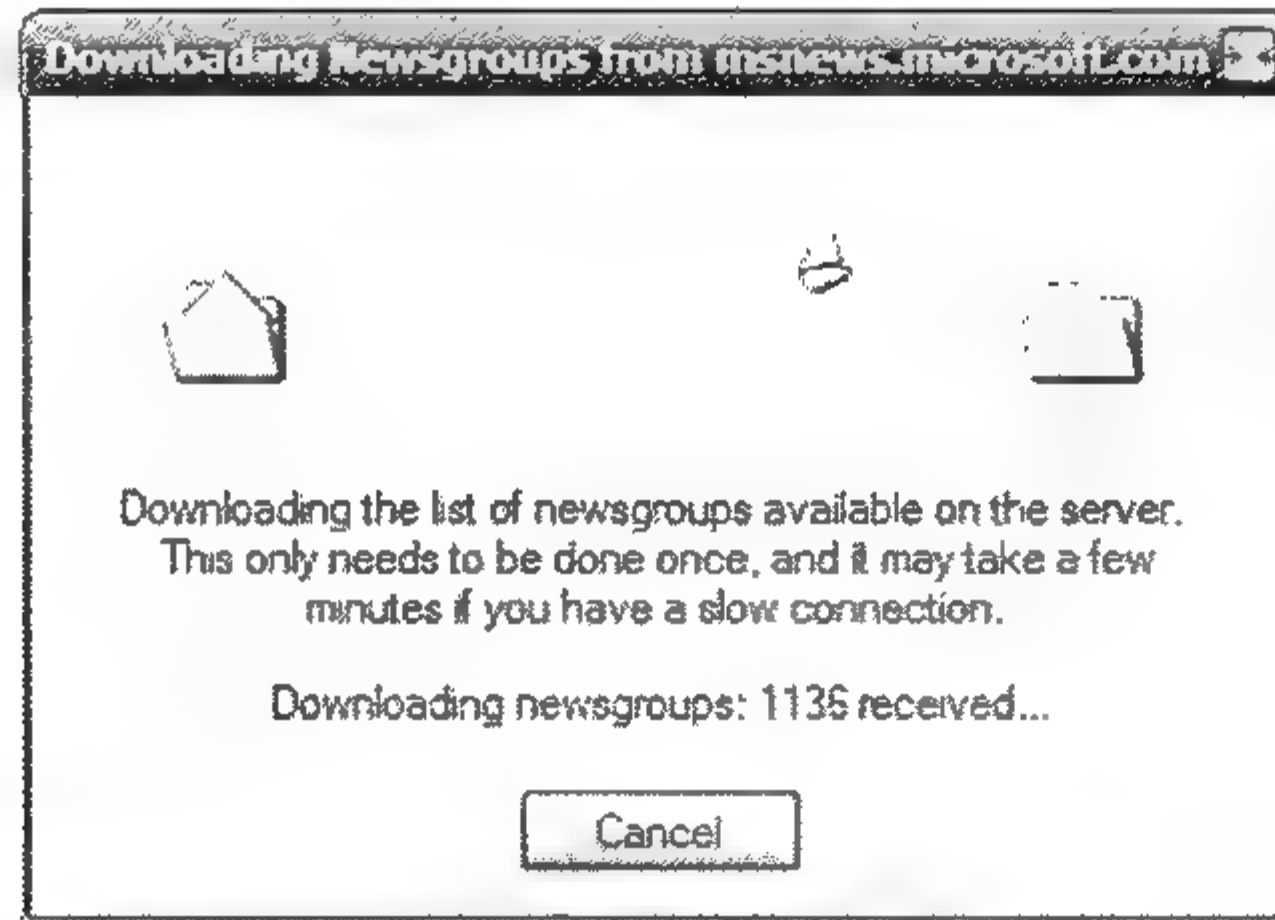 Downloading Newsgroups from msnews.microsoft.com
Downloading the list of newsgroups available on the server.
This only needs to be done once, and it may take a few
minutes if you have a slow connection.
Downloading newsgroups: 1136 received...
Cancel